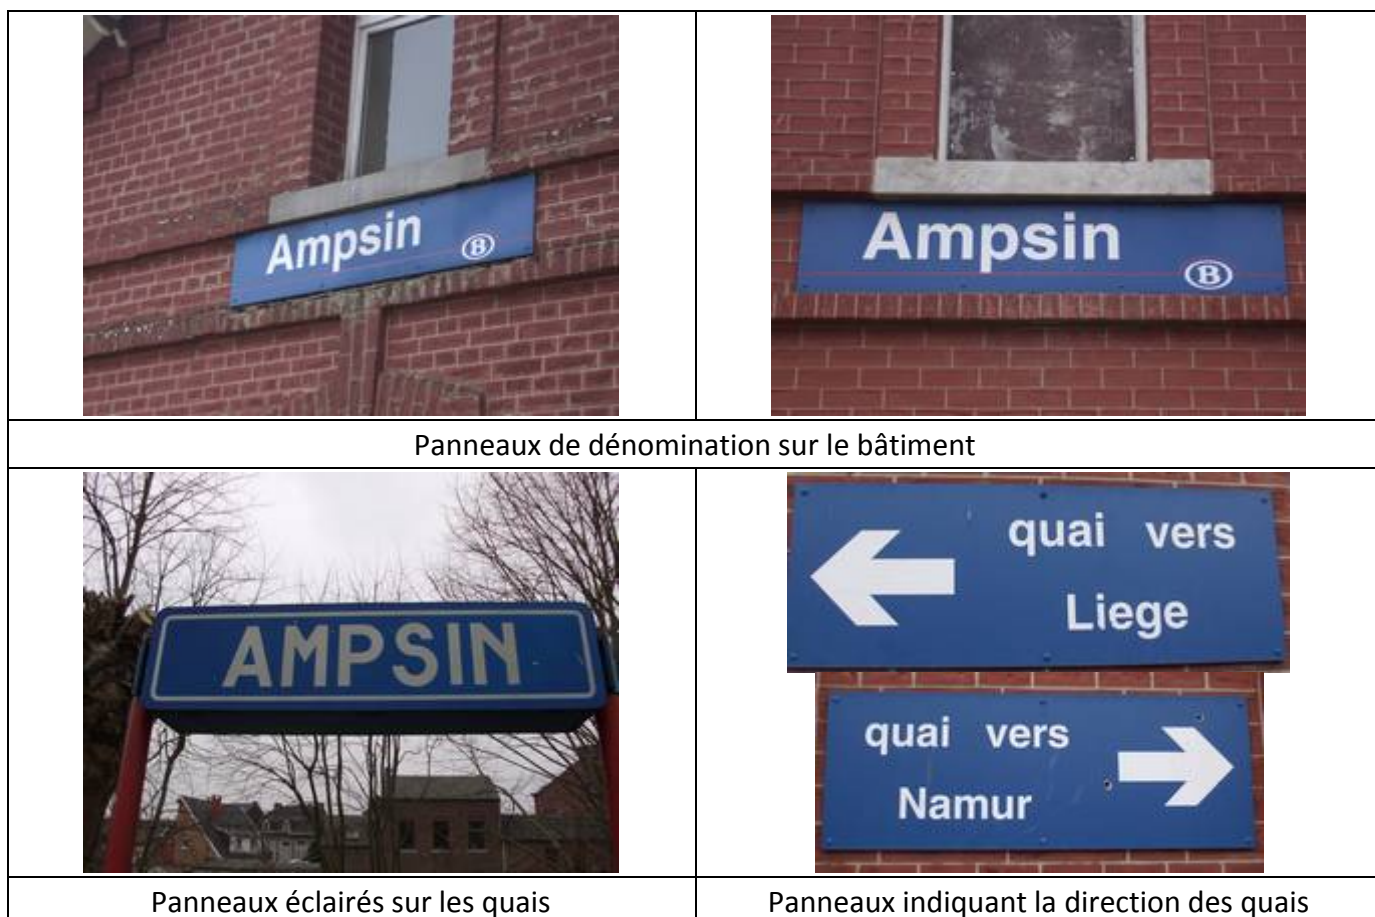 Ampsin
B
Ampsin
B
Panneaux de dénomination sur le bâtiment
AMPSIN
quai vers
Liege
quai vers
Namur
Panneaux éclairés sur les quais
Panneaux indiquant la direction des quais